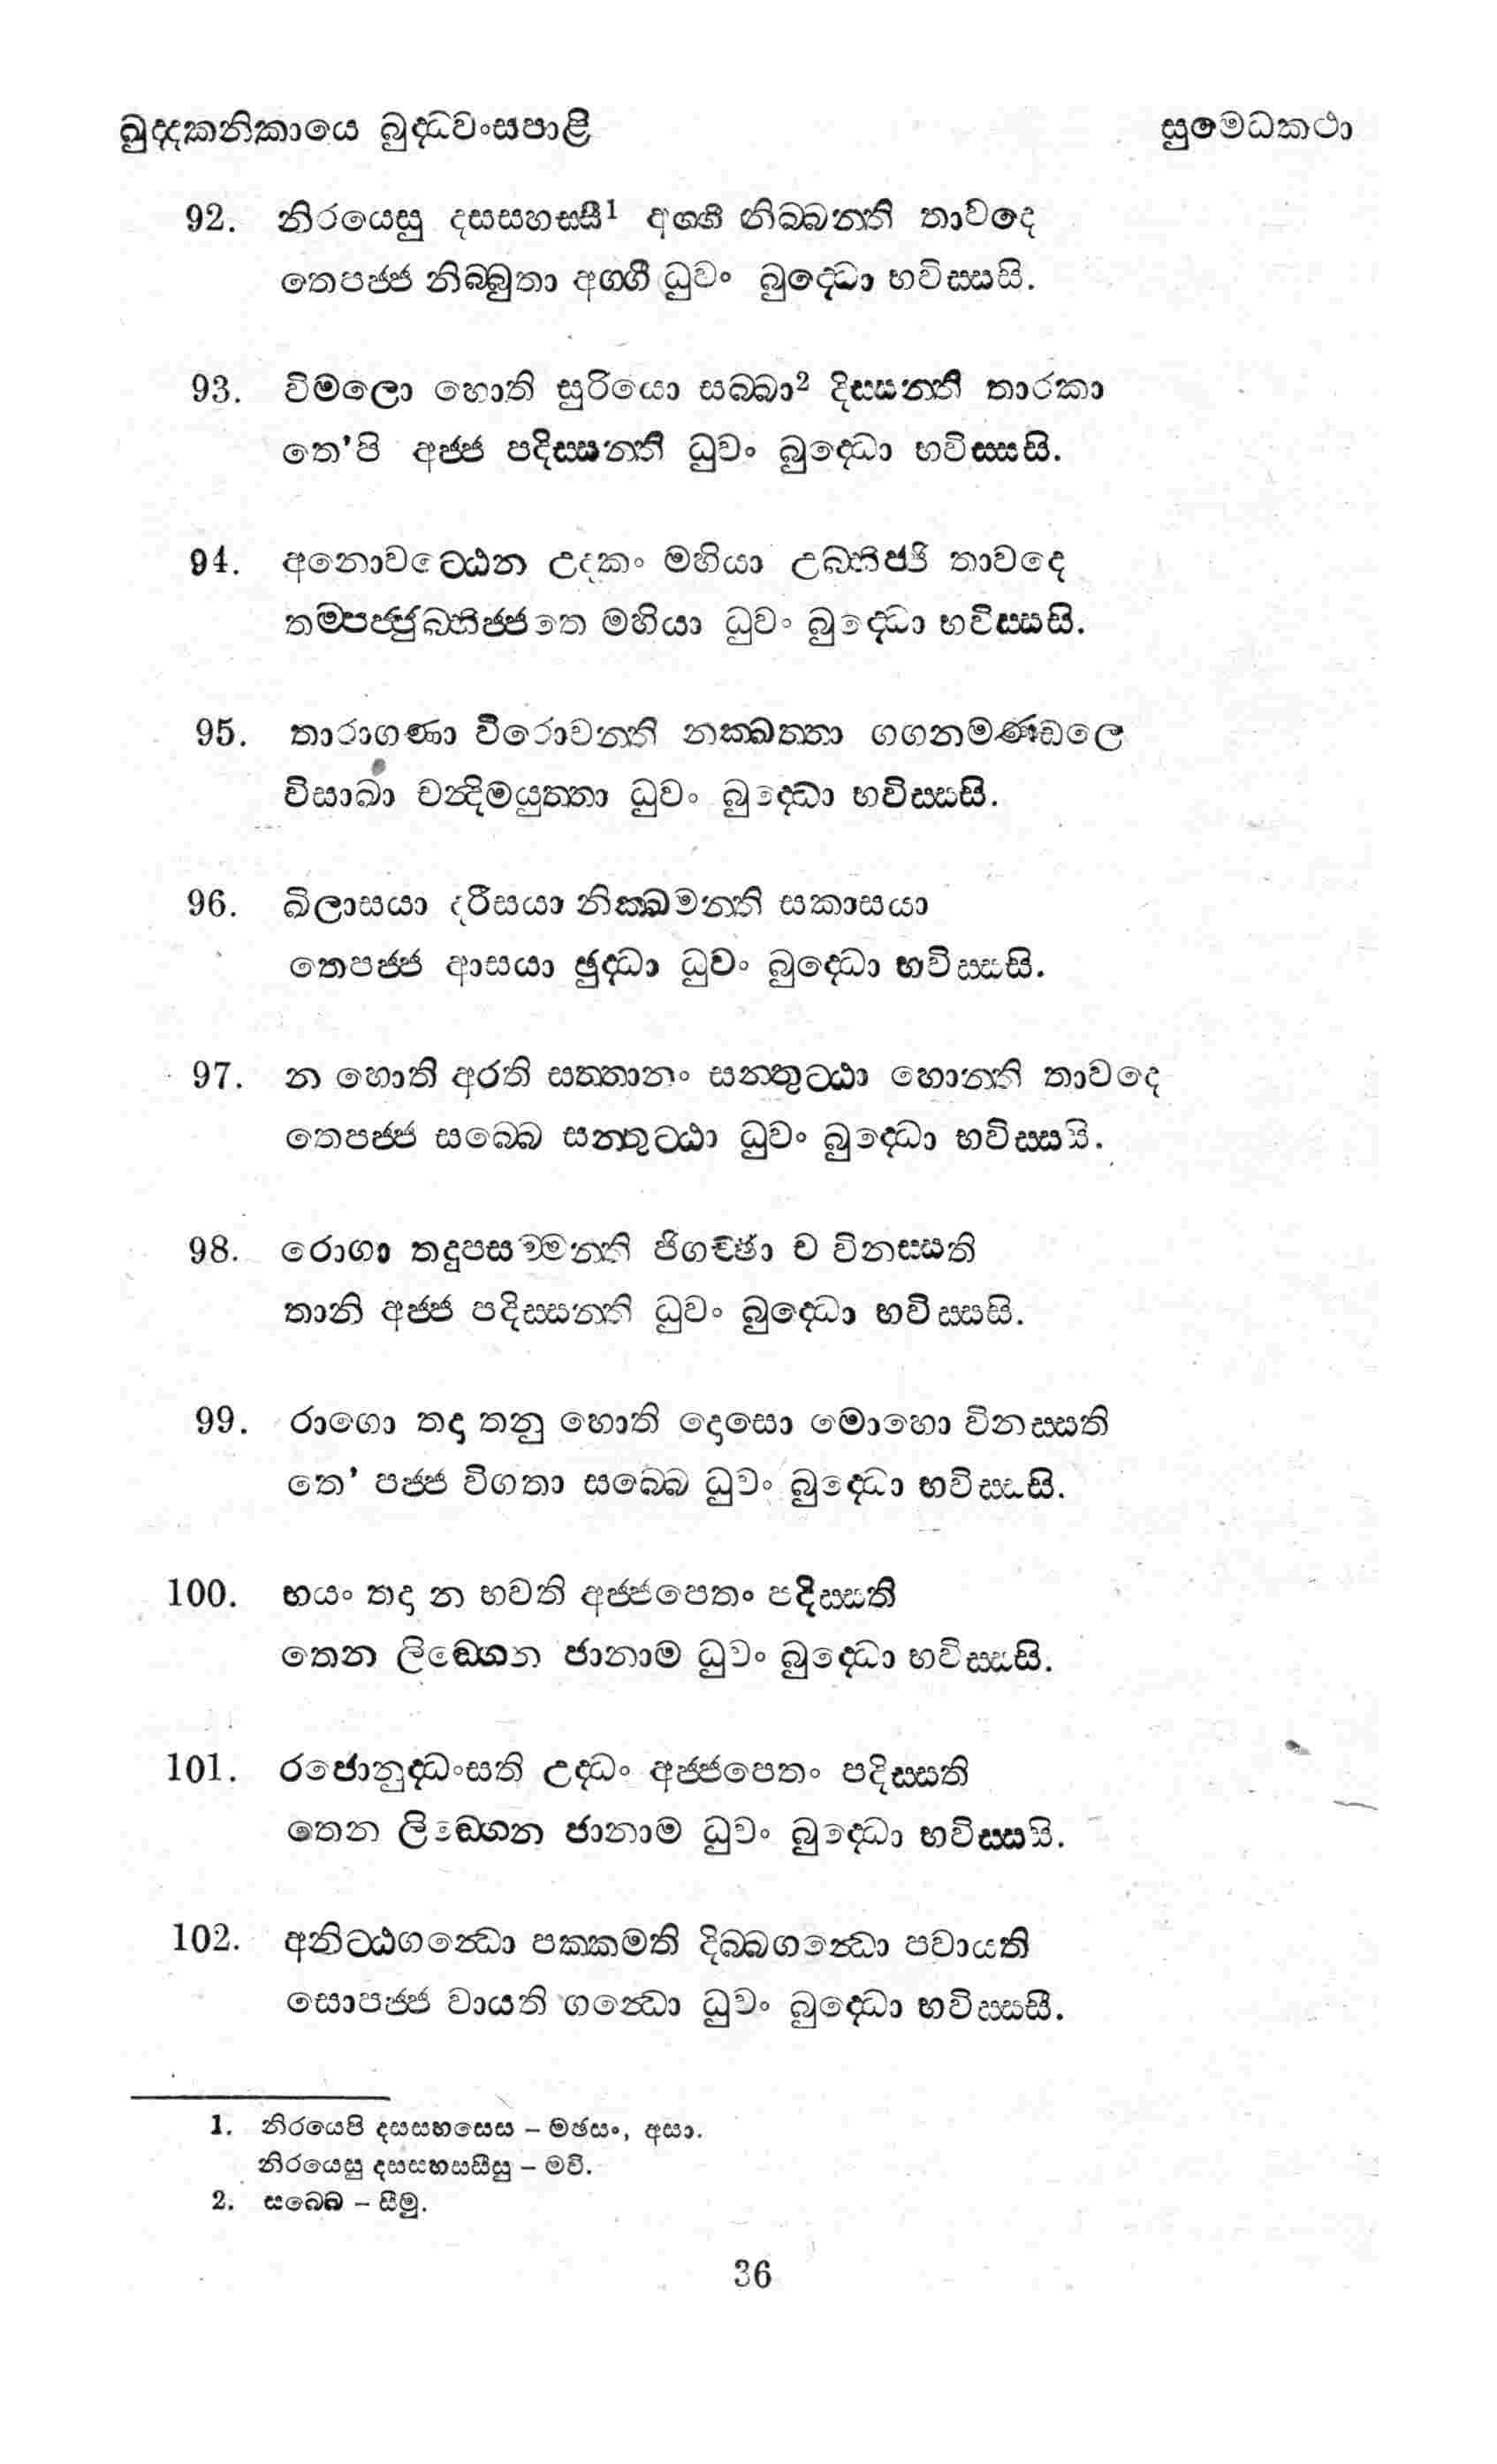 ඛුද්දකනිකායෙ බුද්ධවංසපාළි සුමෙධකථා
92. නිරයෙසු දසසහස්සී1 අග්ගී නිබ්බන්ති තාවදෙ
තෙපජ්ජ නිබ්බුතා අග්ගී ධුවං බුද්ධො භවිස්සසි.
93. විමලො හොති සුරියො සබ්බා2 දිස්සන්ති තාරකා
තෙ'පි අජ්ජ පදිස්සන්ති ධුවං බුද්ධො භවිස්සසි.
94. අනොවට්ඨෙන උදකං මහියා උබ්භිජ්ජි තාවදෙ
තම්පජ්ජුබ්භිජ්ජතෙ මහියා ධුවං බුද්ධො භවිස්සසි.
95. තාරාගණා විරොචන්ති නක්ඛත්තා ගගනමණ්ඩලෙ
විසාඛා චන්දිමයුත්තා ධුවං බුද්ධො භවිස්සසි.
96. ඛිලාසයා දරීසයා නික්ඛමන්ති සකාසයා
තෙපජ්ජ ආසයා ඡුද්ධා ධුවං බුද්ධො භවිස්සසි.
97. න හොති අරති සත්තානං සන්තුට්ඨා හොන්ති තාවදෙ
තෙපජ්ජ සබ්බෙ සන්තුට්ඨා ධුවං බුද්ධො භවිස්සසි.
98. රොගා තදුපසම්මන්ති ජිගච්ඡා ච විනස්සති
තානි අජ්ජ පදිස්සන්ති ධුවං බුද්ධො භවිස්සසි.
99. රාගො තදා තනු හොති දොසො මොහො විනස්සති
තෙ' පජ්ජ විගතා සබ්බෙ ධුවං බුද්ධො භවිස්සසි.
100. භයං තදා න භවති අජ්ජපෙතං පදිස්සති
තෙන ලිඞ්ගෙන ජානාම ධුවං බුද්ධො භවිස්සසි.
101. රජොනුද්ධංසති උද්ධං අජ්ජපෙතං පදිස්සති
තෙන ලිඞ්ගෙන ජානාම ධුවං බුද්ධො භවිස්සසි.
102. අනිට්ඨගන්ධො පක්කමති දිබ්බගන්ධො පවායති
සොපජ්ජ වායති ගන්ධො ධුවං බුද්ධො භවිස්සසී.
1. නිරයෙපි දසසහස්සෙ – මඡසං, අසා.
නිරයෙසු දසසහස්සීසු – මවි.
2. සබ්බෙ – සීමු.
36